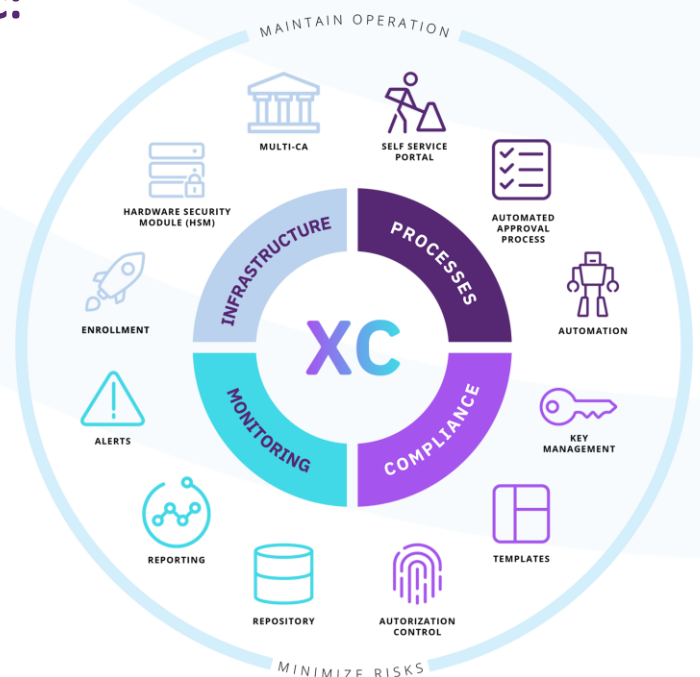 MAINTAIN OPERATION
MULTI-CA
SELF SERVICE
PORTAL
HARDWARE SECURITY
MODULE (HSM)
AUTOMATED
APPROVAL
PROCESS
INFRASTRUCTURE
PROCESSES
ENROLLMENT
AUTOMATION
XC
ALERTS
MONITORING
COMPLIANCE
KEY
MANAGEMENT
REPORTING
TEMPLATES
REPOSITORY
AUTORIZATION
CONTROL
MINIMIZE RISKS